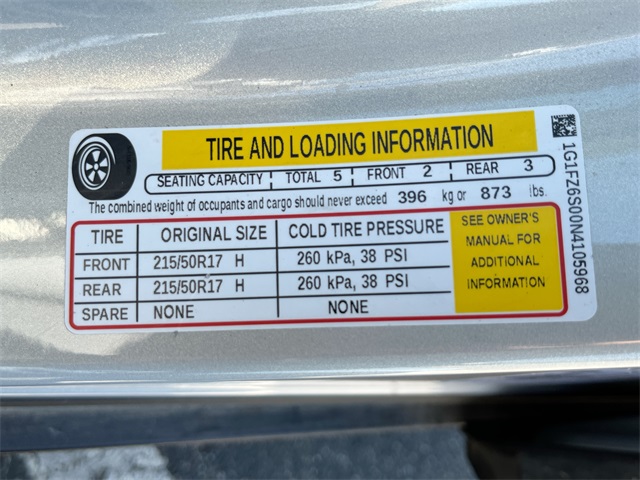 TIRE AND LOADING INFORMATION
SEATING CAPACITY TOTAL 5 FRONT 2 REAR 3
The combined weight of occupants and cargo should never exceed 396 kg or 873 lbs.
TIRE ORIGINAL SIZE COLD TIRE PRESSURE
FRONT 215/50R17 H 260 kPa, 38 PSI
REAR 215/50R17 H 260 kPa, 38 PSI
SPARE NONE NONE
SEE OWNER'S
MANUAL FOR
ADDITIONAL
INFORMATION
1G1FZ6S00N4105968